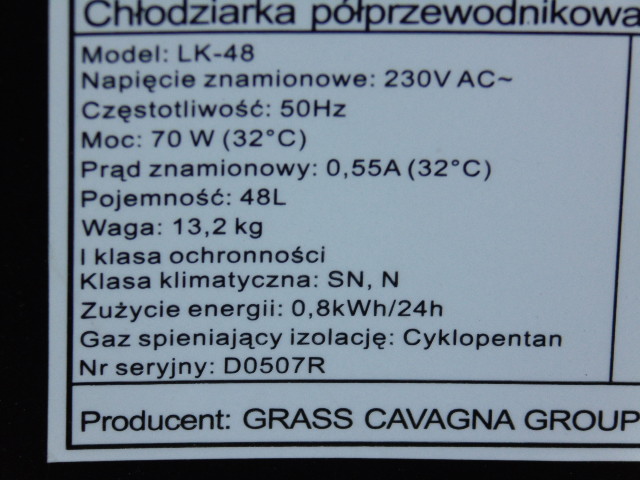 Chłodziarka półprzewodnikowa
Model: LK-48
Napięcie znamionowe: 230V AC~
Częstotliwość: 50Hz
Moc: 70 W (32°C)
Prąd znamionowy: 0,55A (32°C)
Pojemność: 48L
Waga: 13,2 kg
I klasa ochronności
Klasa klimatyczna: SN, N
Zużycie energii: 0,8kWh/24h
Gaz spieniający izolację: Cyklopentan
Nr seryjny: D0507R
Producent: GRASS CAVAGNA GROUP